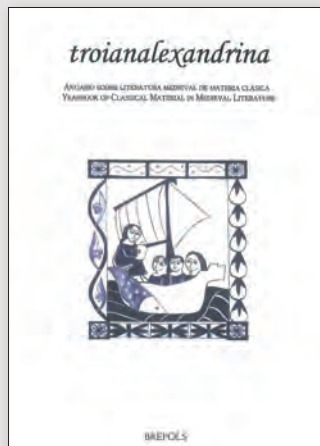 troianalexandrina
Anuario sobre literatura medieval de materia clásica
Yearbook of Classical Material in Medieval Literature
BREPOLS